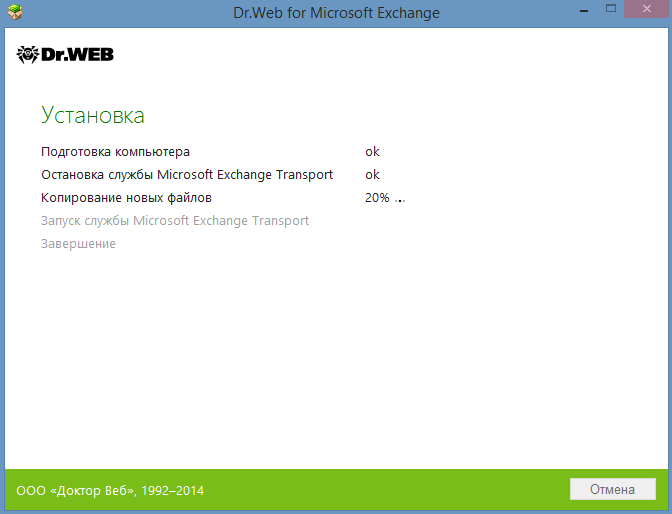 Dr.Web for Microsoft Exchange
Dr.WEB
Установка
Подготовка компьютера ok
Остановка службы Microsoft Exchange Transport ok
Копирование новых файлов 20% ...
Запуск службы Microsoft Exchange Transport
Завершение
ООО «Доктор Веб», 1992–2014 Отмена